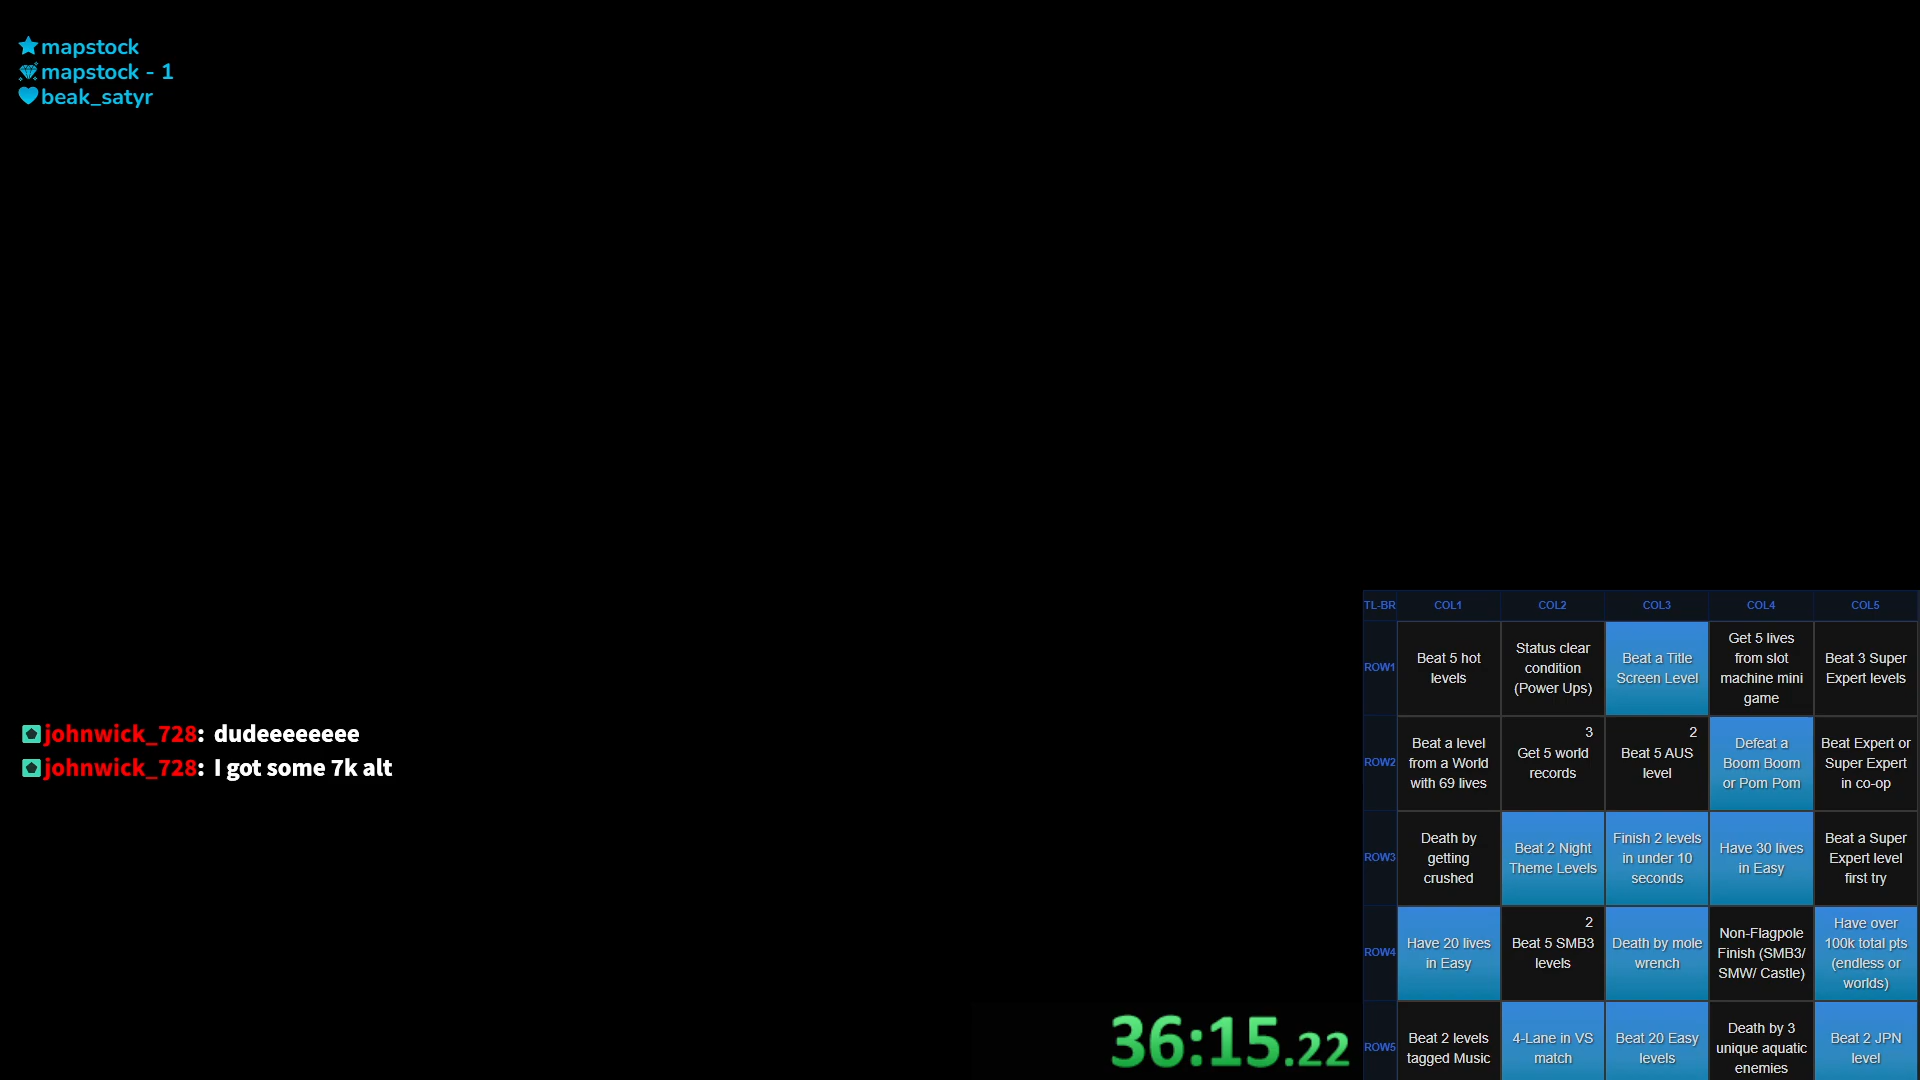 mapstock
mapstock - 1
beak_satyr
johnwick_728: dudeeeeeeee
johnwick_728: I got some 7k alt
36:15.22
TL-BR COL1 COL2 COL3 COL4 COL5
ROW1
Beat 5 hot
levels
Status clear
condition
(Power Ups)
Beat a Title
Screen Level
Get 5 lives
from slot
machine mini
game
Beat 3 Super
Expert levels
ROW2
Beat a level
from a World
with 69 lives
3
Get 5 world
records
2
Beat 5 AUS
level
Defeat a
Boom Boom
or Pom Pom
Beat Expert or
Super Expert
in co-op
ROW3
Death by
getting
crushed
Beat 2 Night
Theme Levels
Finish 2 levels
in under 10
seconds
Have 30 lives
in Easy
Beat a Super
Expert level
first try
ROW4
Have 20 lives
in Easy
2
Beat 5 SMB3
levels
Death by mole
wrench
Non-Flagpole
Finish (SMB3/
SMW/ Castle)
Have over
100k total pts
(endless or
worlds)
ROW5
Beat 2 levels
tagged Music
4-Lane in VS
match
Beat 20 Easy
levels
Death by 3
unique aquatic
enemies
Beat 2 JPN
level